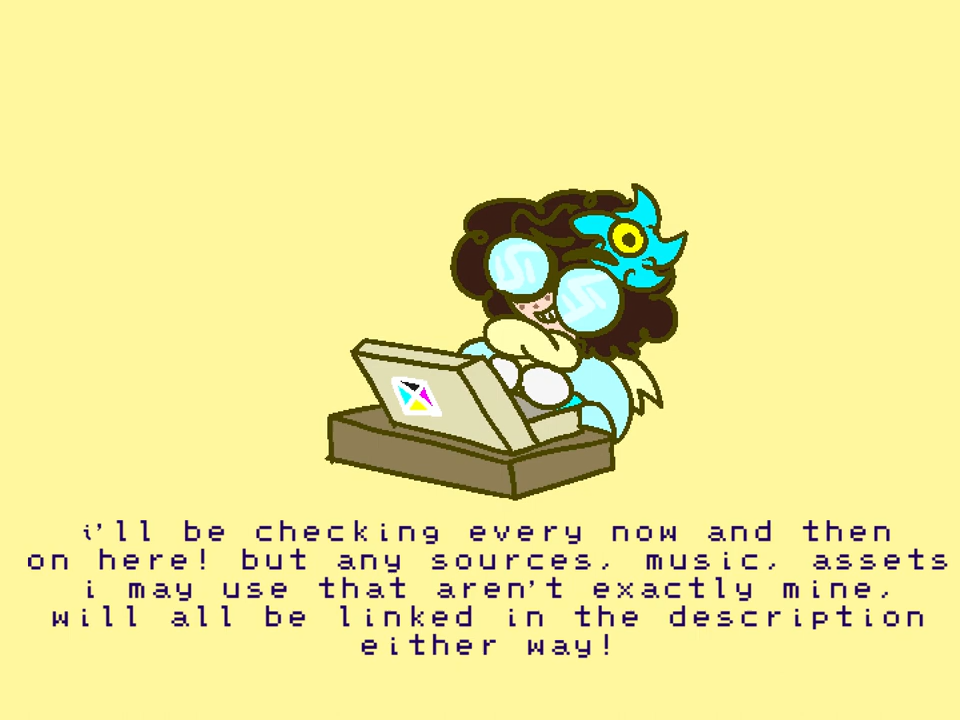 i'll be checking every now and then
on here! but any sources, music, assets
i may use that aren't exactly mine,
will all be linked in the description
either way!